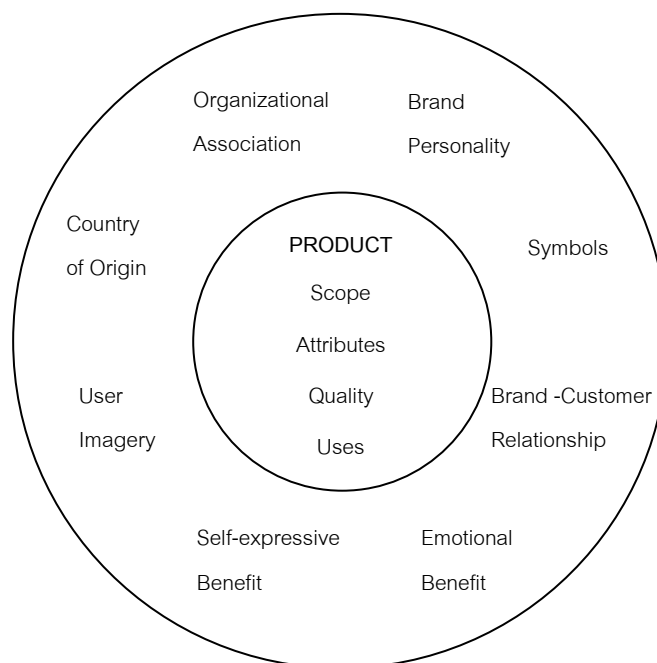 Organizational
Association
Brand
Personality
Country
of Origin
Symbols
PRODUCT
Scope
Attributes
Quality
Uses
User
Imagery
Brand -Customer
Relationship
Self-expressive
Benefit
Emotional
Benefit